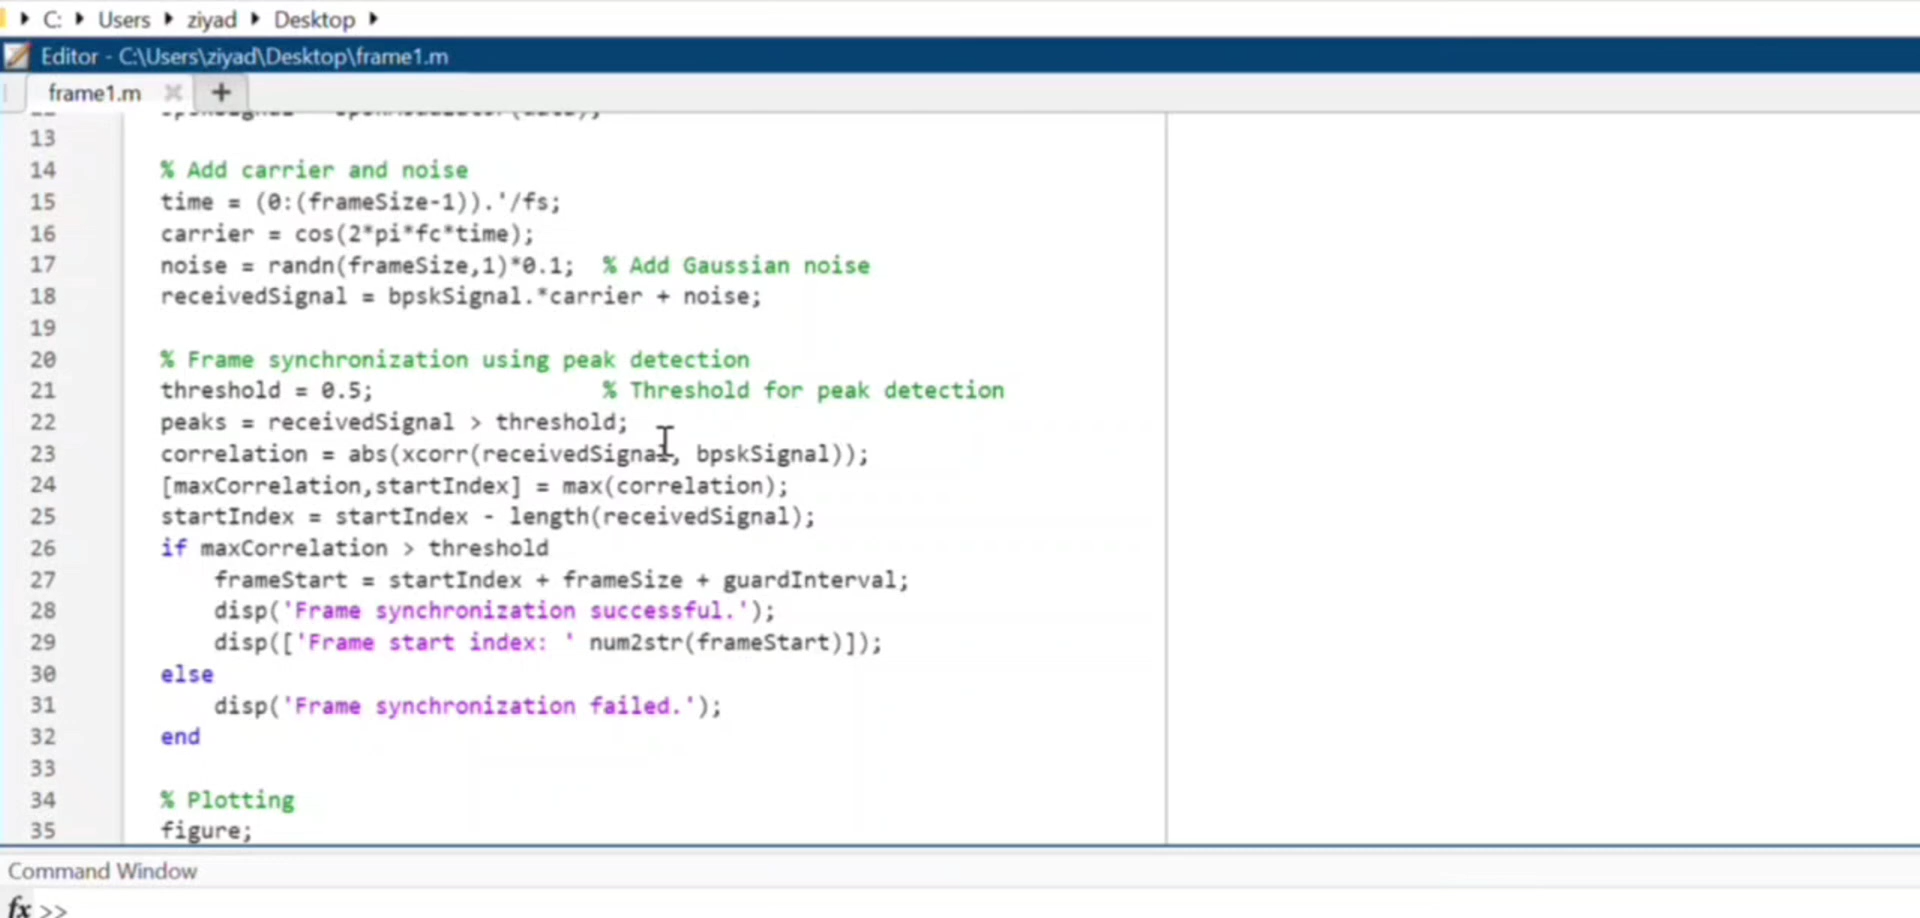 C: Users ziyad Desktop
Editor - C:\Users\ziyad\Desktop\frame1.m
frame1.m
13
14 % Add carrier and noise
15 time = (0:(frameSize-1)).'/fs;
16 carrier = cos(2*pi*fc*time);
17 noise = randn(frameSize,1)*0.1; % Add Gaussian noise
18 receivedSignal = bpskSignal.*carrier + noise;
19
20 % Frame synchronization using peak detection
21 threshold = 0.5; % Threshold for peak detection
22 peaks = receivedSignal > threshold;
23 correlation = abs(xcorr(receivedSignal, bpskSignal));
24 [maxCorrelation,startIndex] = max(correlation);
25 startIndex = startIndex - length(receivedSignal);
26 if maxCorrelation > threshold
27 frameStart = startIndex + frameSize + guardInterval;
28 disp('Frame synchronization successful.');
29 disp(['Frame start index: ' num2str(frameStart)]);
30 else
31 disp('Frame synchronization failed.');
32 end
33
34 % Plotting
35 figure;
Command Window
fx >>